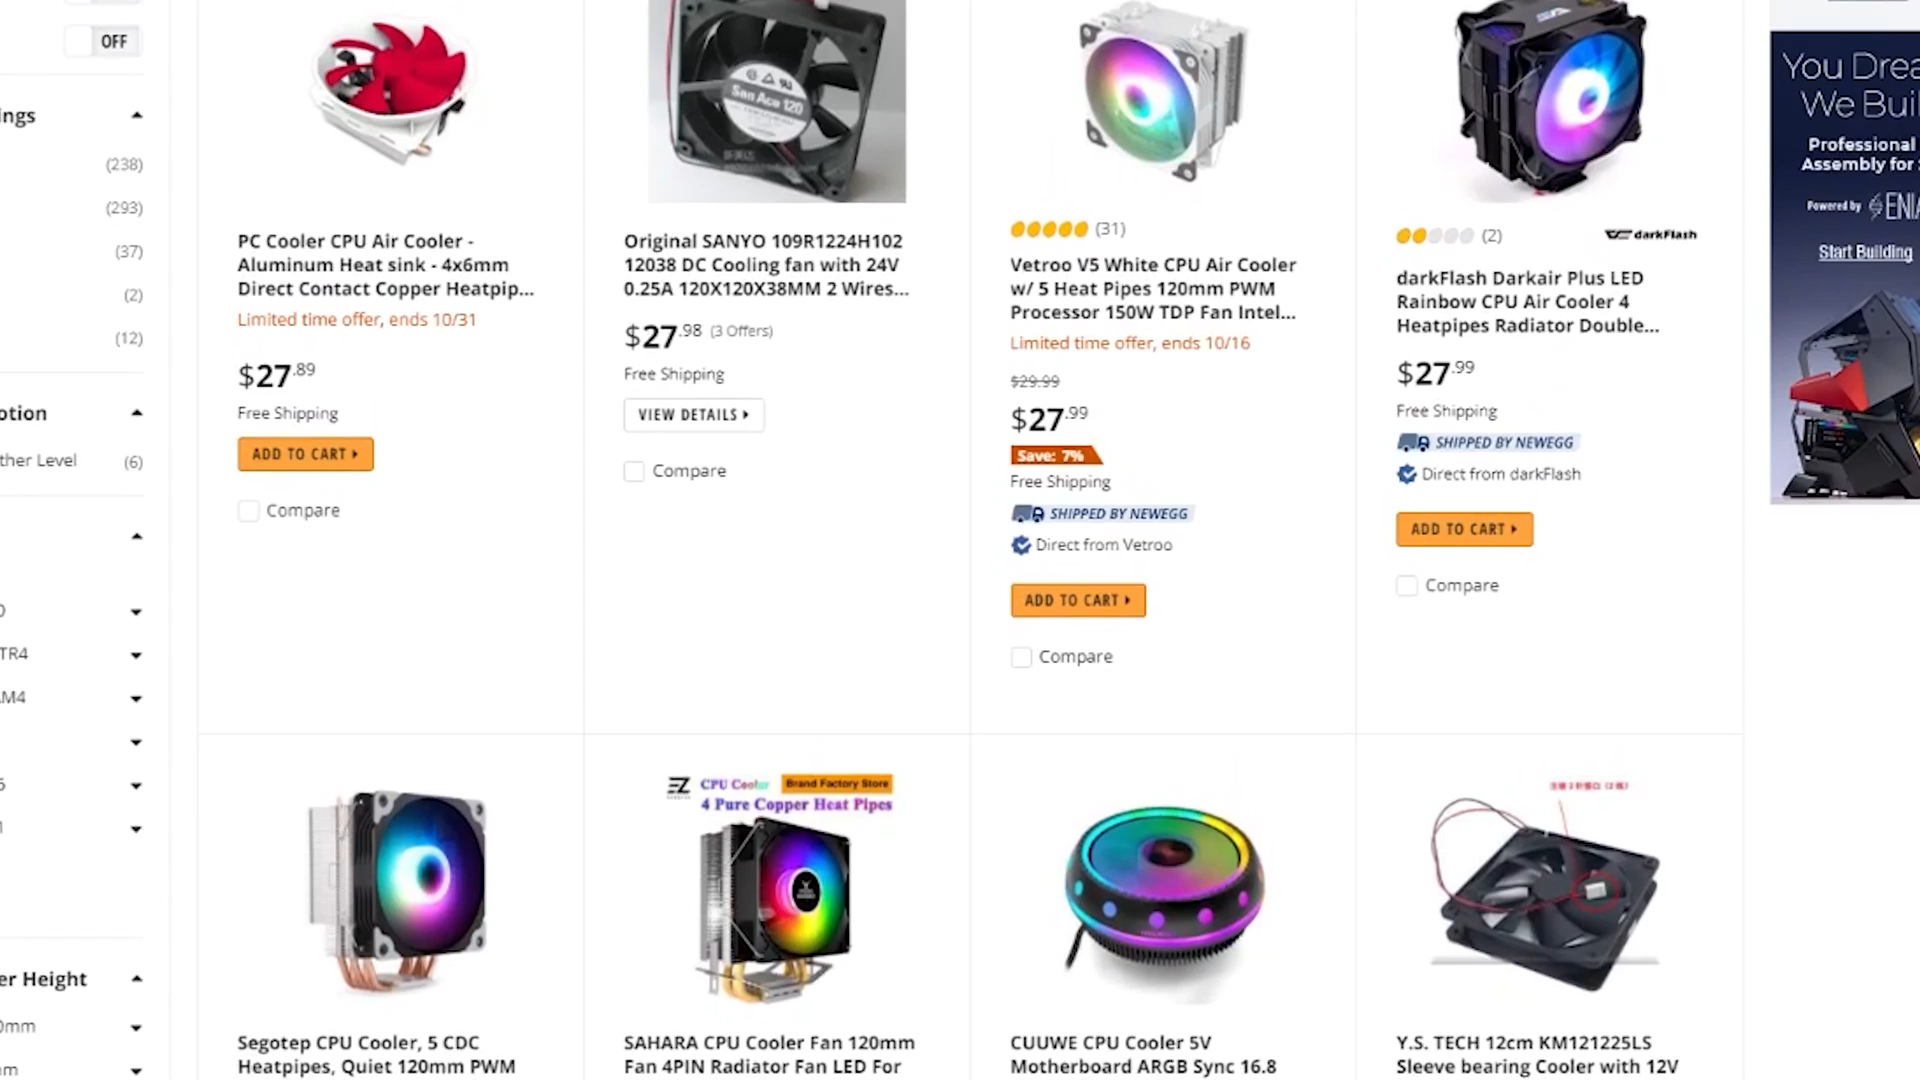 OFF
ings
(238)
(293)
(37)
(2)
(12)
otion
ther Level
(6)
TR4
AM4
er Height
0mm
San Ace 120
PC Cooler CPU Air Cooler -
Aluminum Heat sink - 4x6mm
Direct Contact Copper Heatpip...
Limited time offer, ends 10/31
$27.89
Free Shipping
ADD TO CART
Compare
Original SANYO 109R1224H102
12038 DC Cooling fan with 24V
0.25A 120X120X38MM 2 Wires...
$27.98 (3 Offers)
Free Shipping
VIEW DETAILS
Compare
(31)
Vetroo V5 White CPU Air Cooler
w/ 5 Heat Pipes 120mm PWM
Processor 150W TDP Fan Intel...
Limited time offer, ends 10/16
$29.99
$27.99
Save: 7%
Free Shipping
SHIPPED BY NEWEGG
Direct from Vetroo
ADD TO CART
Compare
(2)
darkFlash
darkFlash Darkair Plus LED
Rainbow CPU Air Cooler 4
Heatpipes Radiator Double...
$27.99
Free Shipping
SHIPPED BY NEWEGG
Direct from darkFlash
ADD TO CART
Compare
You Drea
We Buil
Professional
Assembly for
Powered by ENIA
Start Building
Segotep CPU Cooler, 5 CDC
Heatpipes, Quiet 120mm PWM
EZ
CPU Cooler
Brand Factory Store
4 Pure Copper Heat Pipes
SAHARA CPU Cooler Fan 120mm
Fan 4PIN Radiator Fan LED For
CUUWE CPU Cooler 5V
Motherboard ARGB Sync 16.8
Y.S. TECH 12cm KM121225LS
Sleeve bearing Cooler with 12V